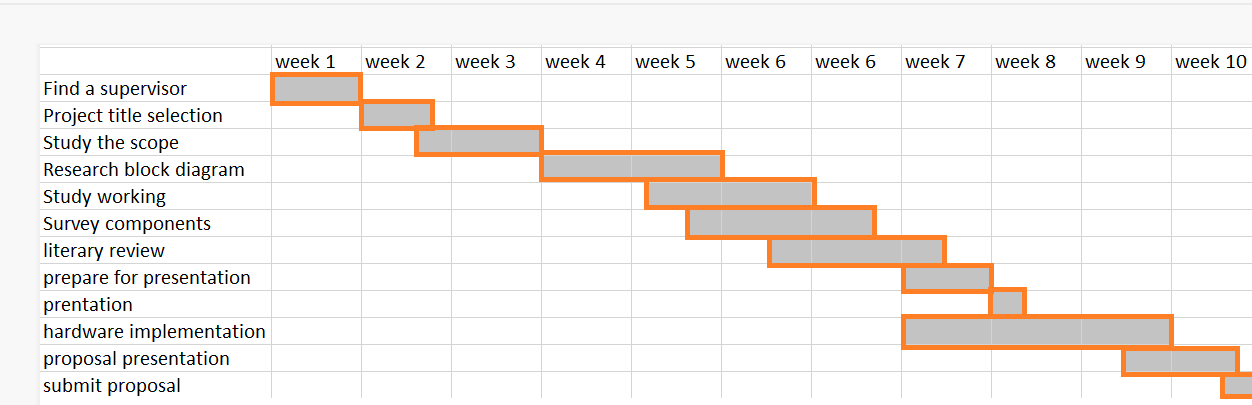 week 1 week 2 week 3 week 4 week 5 week 6 week 6 week 7 week 8 week 9 week 10
Find a supervisor
Project title selection
Study the scope
Research block diagram
Study working
Survey components
literary review
prepare for presentation
prentation
hardware implementation
proposal presentation
submit proposal